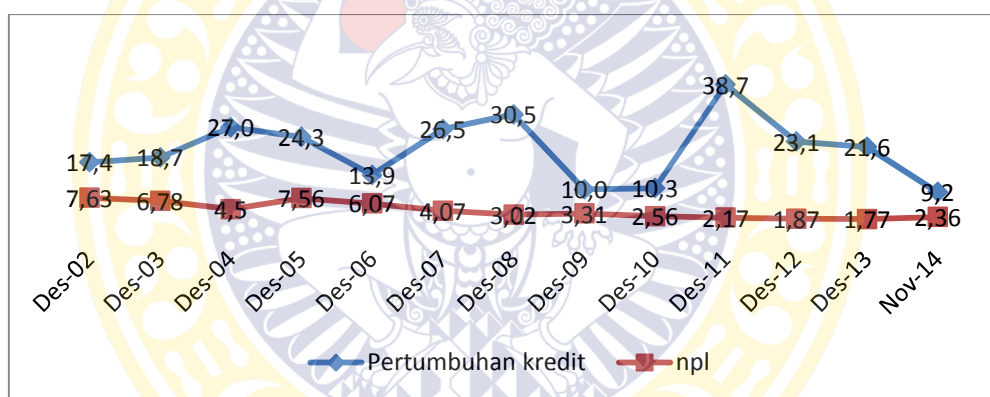 38,7
30,5
27,0
26,5
24,3
23,1
21,6
17,4
18,7
13,9
10,0
10,3
9,2
7,63
6,78
4,5
7,56
6,07
4,07
3,02
3,31
2,56
2,17
1,87
1,77
2,36
Des-02
Des-03
Des-04
Des-05
Des-06
Des-07
Des-08
Des-09
Des-10
Des-11
Des-12
Des-13
Nov-14
Pertumbuhan kredit
npl